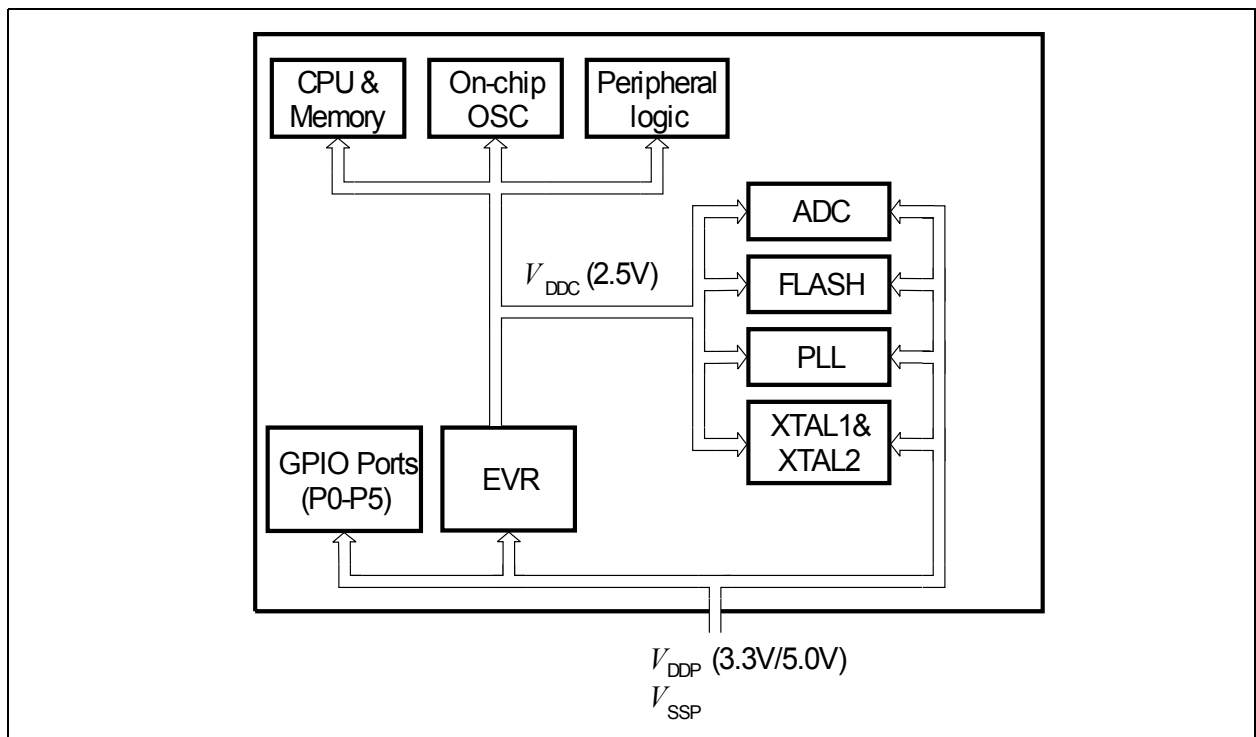 CPU &
Memory
On-chip
OSC
Peripheral
logic
ADC
FLASH
PLL
XTAL1&
XTAL2
VDDC (2.5V)
GPIO Ports
(P0-P5)
EVR
VDDP (3.3V/5.0V)
VSSP